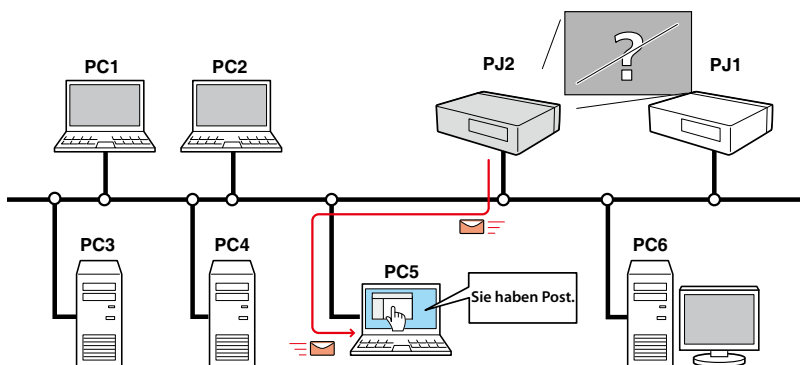 PC1
PC2
PJ2
?
PJ1
PC3
PC4
PC5
Sie haben Post.
PC6